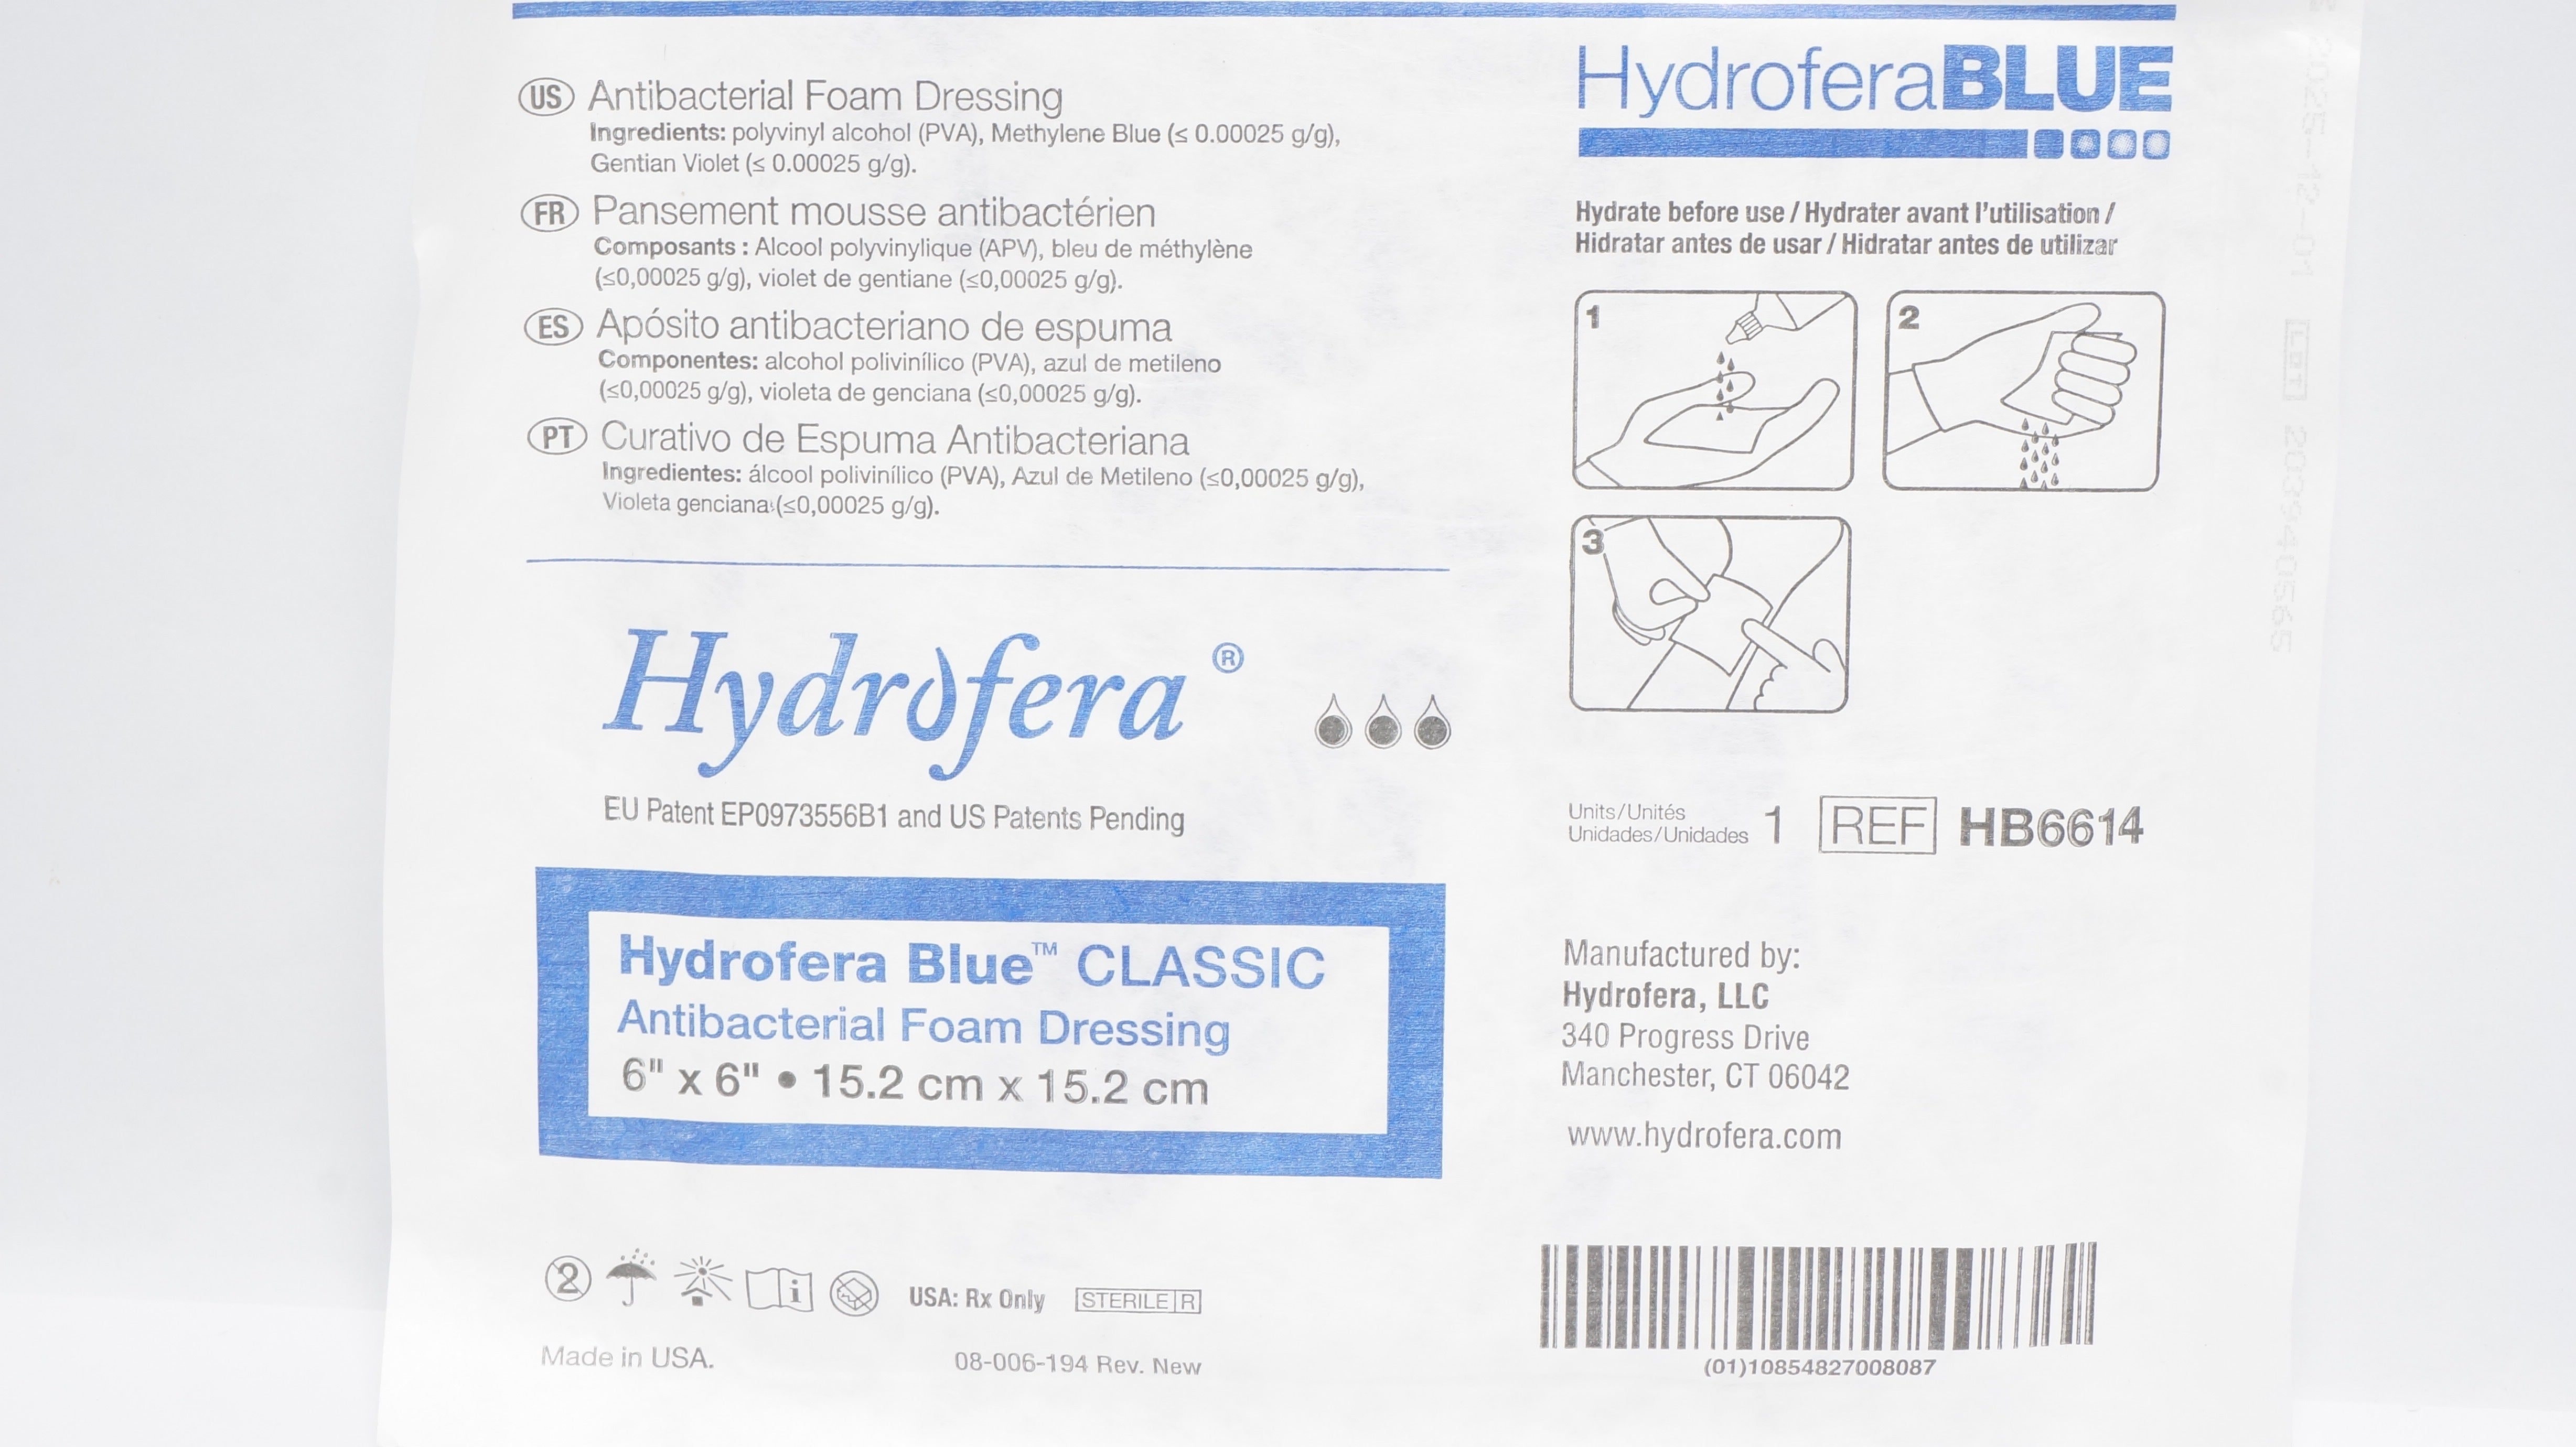 US Antibacterial Foam Dressing
Ingredients: polyvinyl alcohol (PVA), Methylene Blue (≤ 0.00025 g/g),
Gentian Violet (≤ 0.00025 g/g).
FR Pansement mousse antibactérien
Composants : Alcool polyvinylique (APV), bleu de méthylène
(≤0,00025 g/g), violet de gentiane (≤0,00025 g/g).
ES Apósito antibacteriano de espuma
Componentes: alcohol polivinílico (PVA), azul de metileno
(≤0,00025 g/g), violeta de genciana (≤0,00025 g/g).
PT Curativo de Espuma Antibacteriana
Ingredientes: álcool polivinílico (PVA), Azul de Metileno (≤0,00025 g/g),
Violeta genciana (≤0,00025 g/g).
Hydrofera ®
EU Patent EP0973556B1 and US Patents Pending
Hydrofera Blue™ CLASSIC
Antibacterial Foam Dressing
6" x 6" • 15.2 cm x 15.2 cm
2 i USA: Rx Only STERILE R
Made in USA. 08-006-194 Rev. New
HydroferaBLUE
Hydrate before use / Hydrater avant l'utilisation /
Hidratar antes de usar / Hidratar antes de utilizar
1 2
3
Units/Unités
Unidades/Unidades 1 REF HB6614
Manufactured by:
Hydrofera, LLC
340 Progress Drive
Manchester, CT 06042
www.hydrofera.com
(01)10854827008087